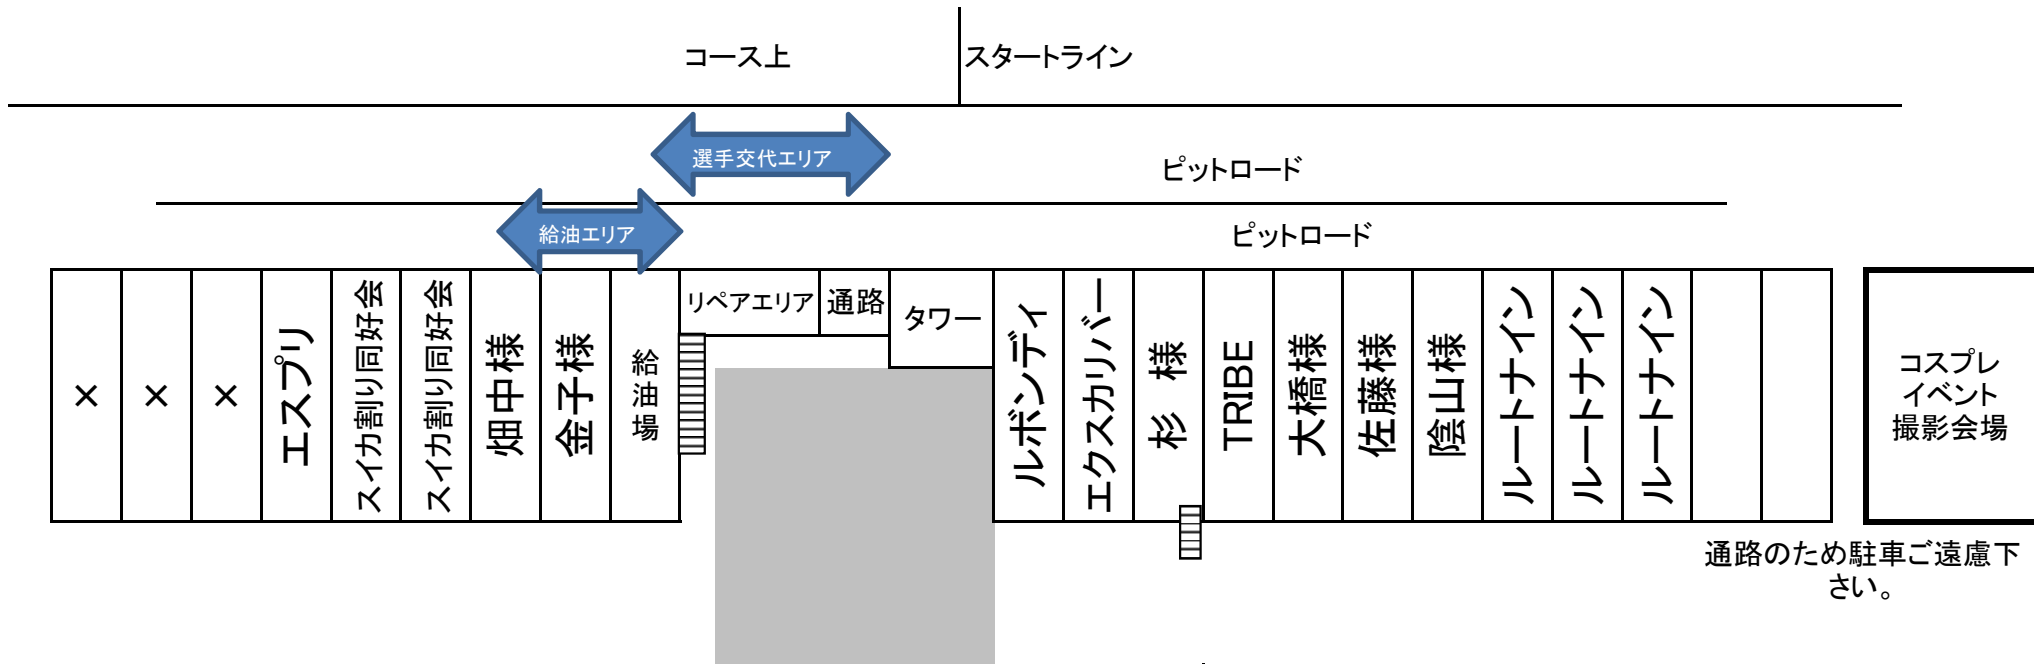 コース上
スタートライン
選手交代エリア
ピットロード
給油エリア
ピットロード
×
×
×
エスプリ
スイカ割り同好会
スイカ割り同好会
畑中様
金子様
給油場
リペアエリア
通路
タワー
ルボンディ
エクスカリバー
杉　様
TRIBE
大橋様
佐藤様
陰山様
ルートナイン
ルートナイン
ルートナイン
コスプレ
イベント
撮影会場
通路のため駐車ご遠慮下
さい。